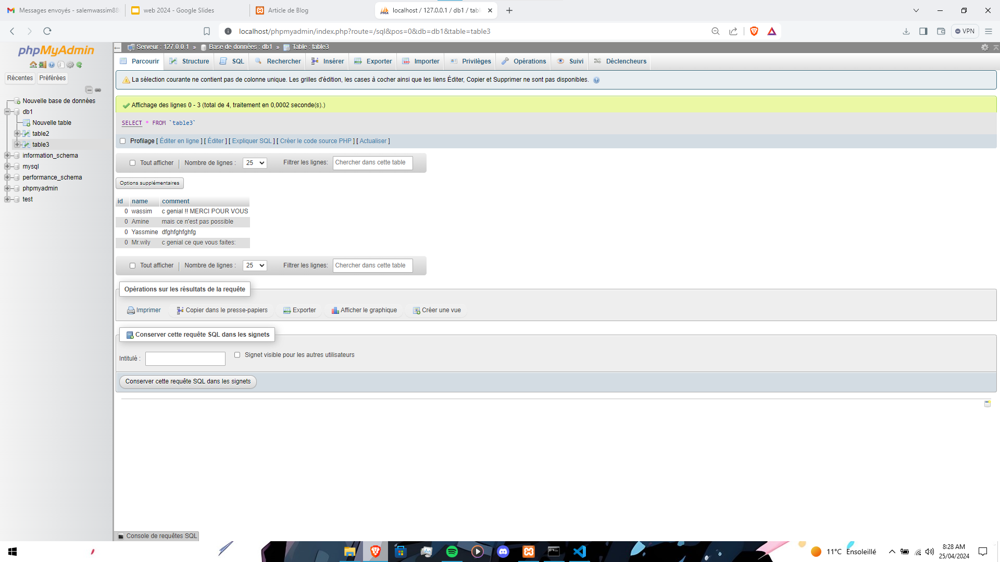 Messages envoyés - salemwassim88
web 2024 - Google Slides
Article de Blog
localhost / 127.0.0.1 / db1 / tabl
localhost/phpmyadmin/index.php?route=/sql&pos=0&db=db1&table=table3
VPN
phpMyAdmin
Récentes
Préférées
Nouvelle base de données
db1
Nouvelle table
table2
table3
information_schema
mysql
performance_schema
phpmyadmin
test
Serveur : 127.0.0.1 » Base de données : db1 » Table : table3
Parcourir
Structure
SQL
Rechercher
Insérer
Exporter
Importer
Privilèges
Opérations
Suivi
Déclencheurs
La sélection courante ne contient pas de colonne unique. Les grilles d'édition, les cases à cocher ainsi que les liens Éditer, Copier et Supprimer ne sont pas disponibles.
Affichage des lignes 0 - 3 (total de 4, traitement en 0,0002 seconde(s).)
SELECT * FROM `table3`
Profilage [ Éditer en ligne ] [ Éditer ] [ Expliquer SQL ] [ Créer le code source PHP ] [ Actualiser ]
Tout afficher
Nombre de lignes :
25
Filtrer les lignes:
Chercher dans cette table
Options supplémentaires
id name comment
0 wassim c genial !! MERCI POUR VOUS
0 Amine mais ce n'est pas possible
0 Yassmine dfghfghfghfg
0 Mr.wily c genial ce que vous faites:
Tout afficher
Nombre de lignes :
25
Filtrer les lignes:
Chercher dans cette table
Opérations sur les résultats de la requête
Imprimer
Copier dans le presse-papiers
Exporter
Afficher le graphique
Créer une vue
Conserver cette requête SQL dans les signets
Intitulé :
Signet visible pour les autres utilisateurs
Conserver cette requête SQL dans les signets
Console de requêtes SQL
11°C Ensoleillé
8:28 AM
25/04/2024